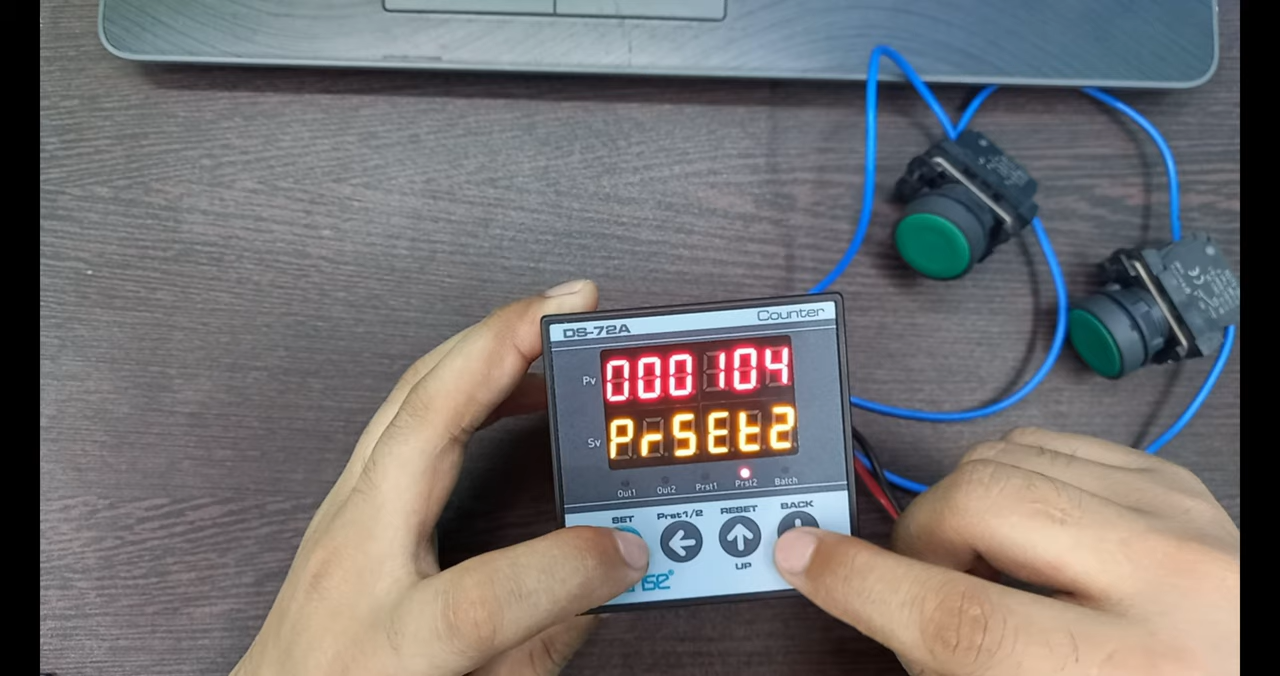 DS-72A Counter
Pv 000104
Sv PrSEt2
Out1 Out2 Prst1 Prst2 Batch
SET Prst1/2 RESET BACK
UP